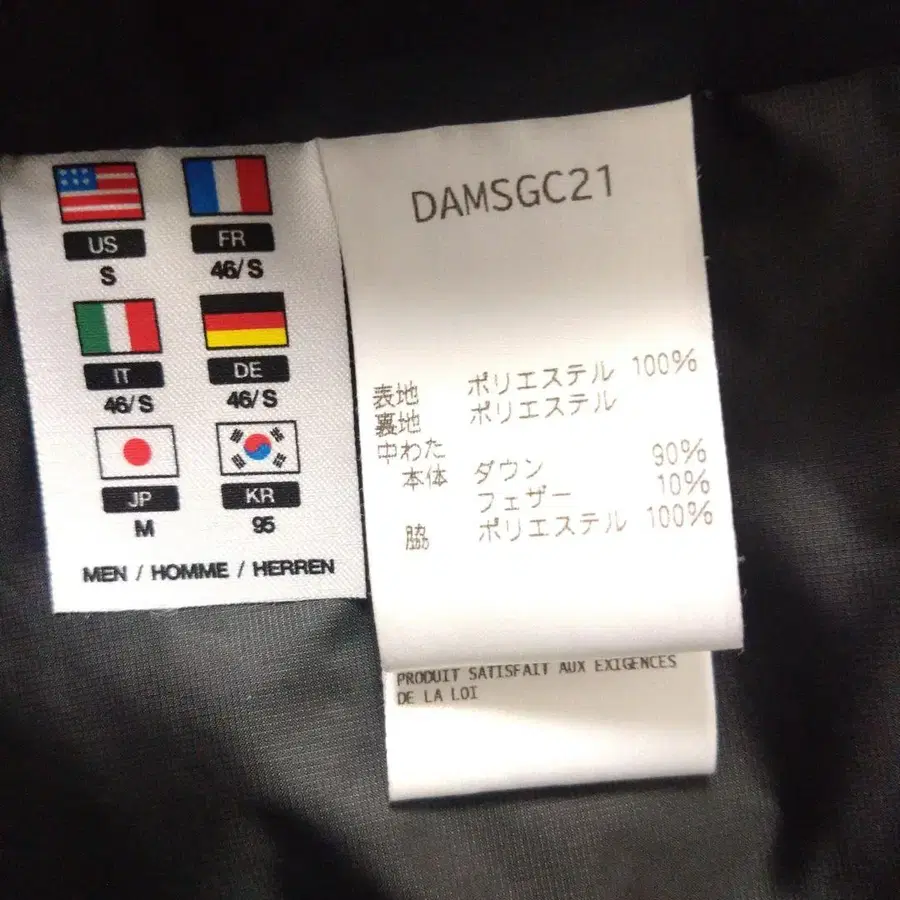 US FR
S 46/S
IT DE
46/S 46/S
JP KR
M 95
MEN / HOMME / HERREN
DAMSGC21
表地 ポリエステル 100%
裏地 ポリエステル
中わた
本体 ダウン 90%
フェザー 10%
脇 ポリエステル 100%
PRODUIT SATISFAIT AUX EXIGENCES
DE LA LOI